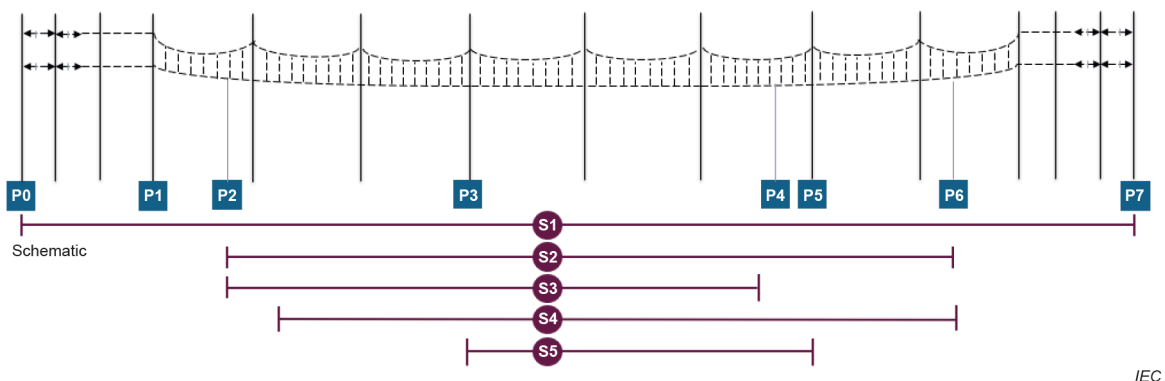 P0 P1 P2 P3 P4 P5 P6 P7
S1
Schematic
S2
S3
S4
S5
IEC